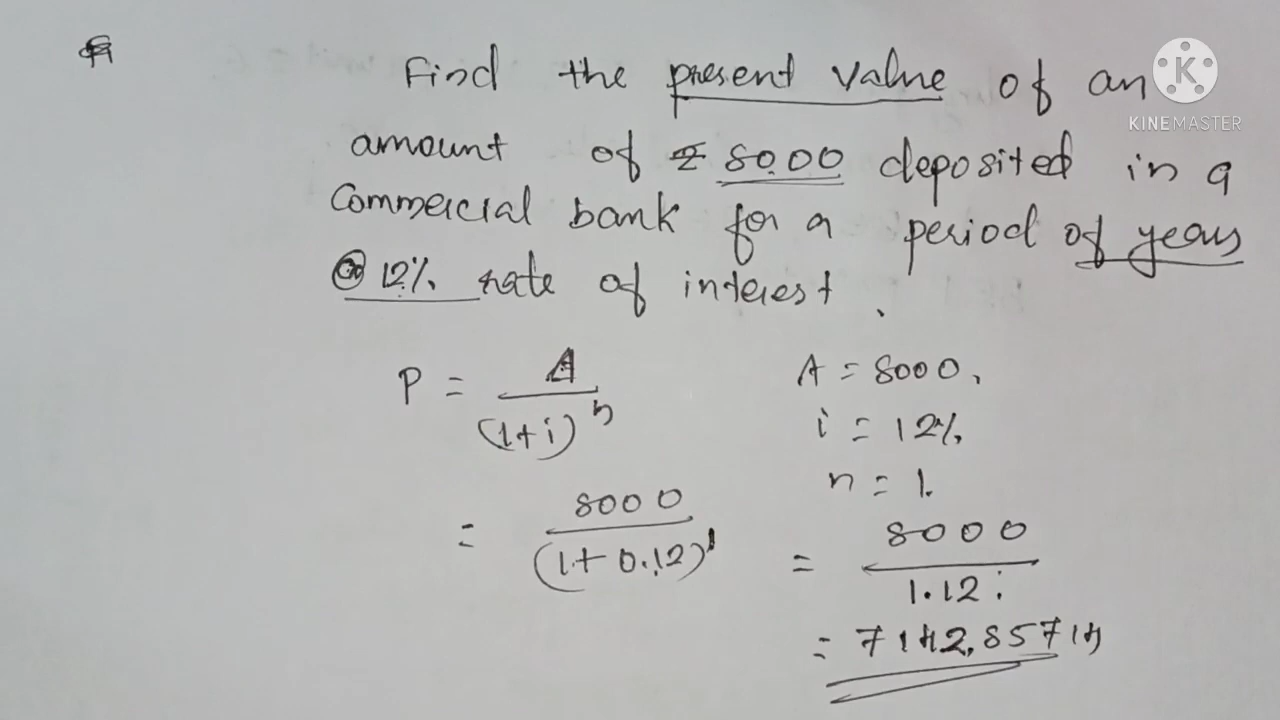 Find the present value of an
amount of ₹ 8000 deposited in a
Commercial bank for a period of years
@ 12% rate of interest.
P = A / (1+i)^n
A = 8000,
i = 12%
n = 1.
= 8000 / (1+0.12)^1
= 8000 / 1.12
= 7142.85714
K
KINEMASTER